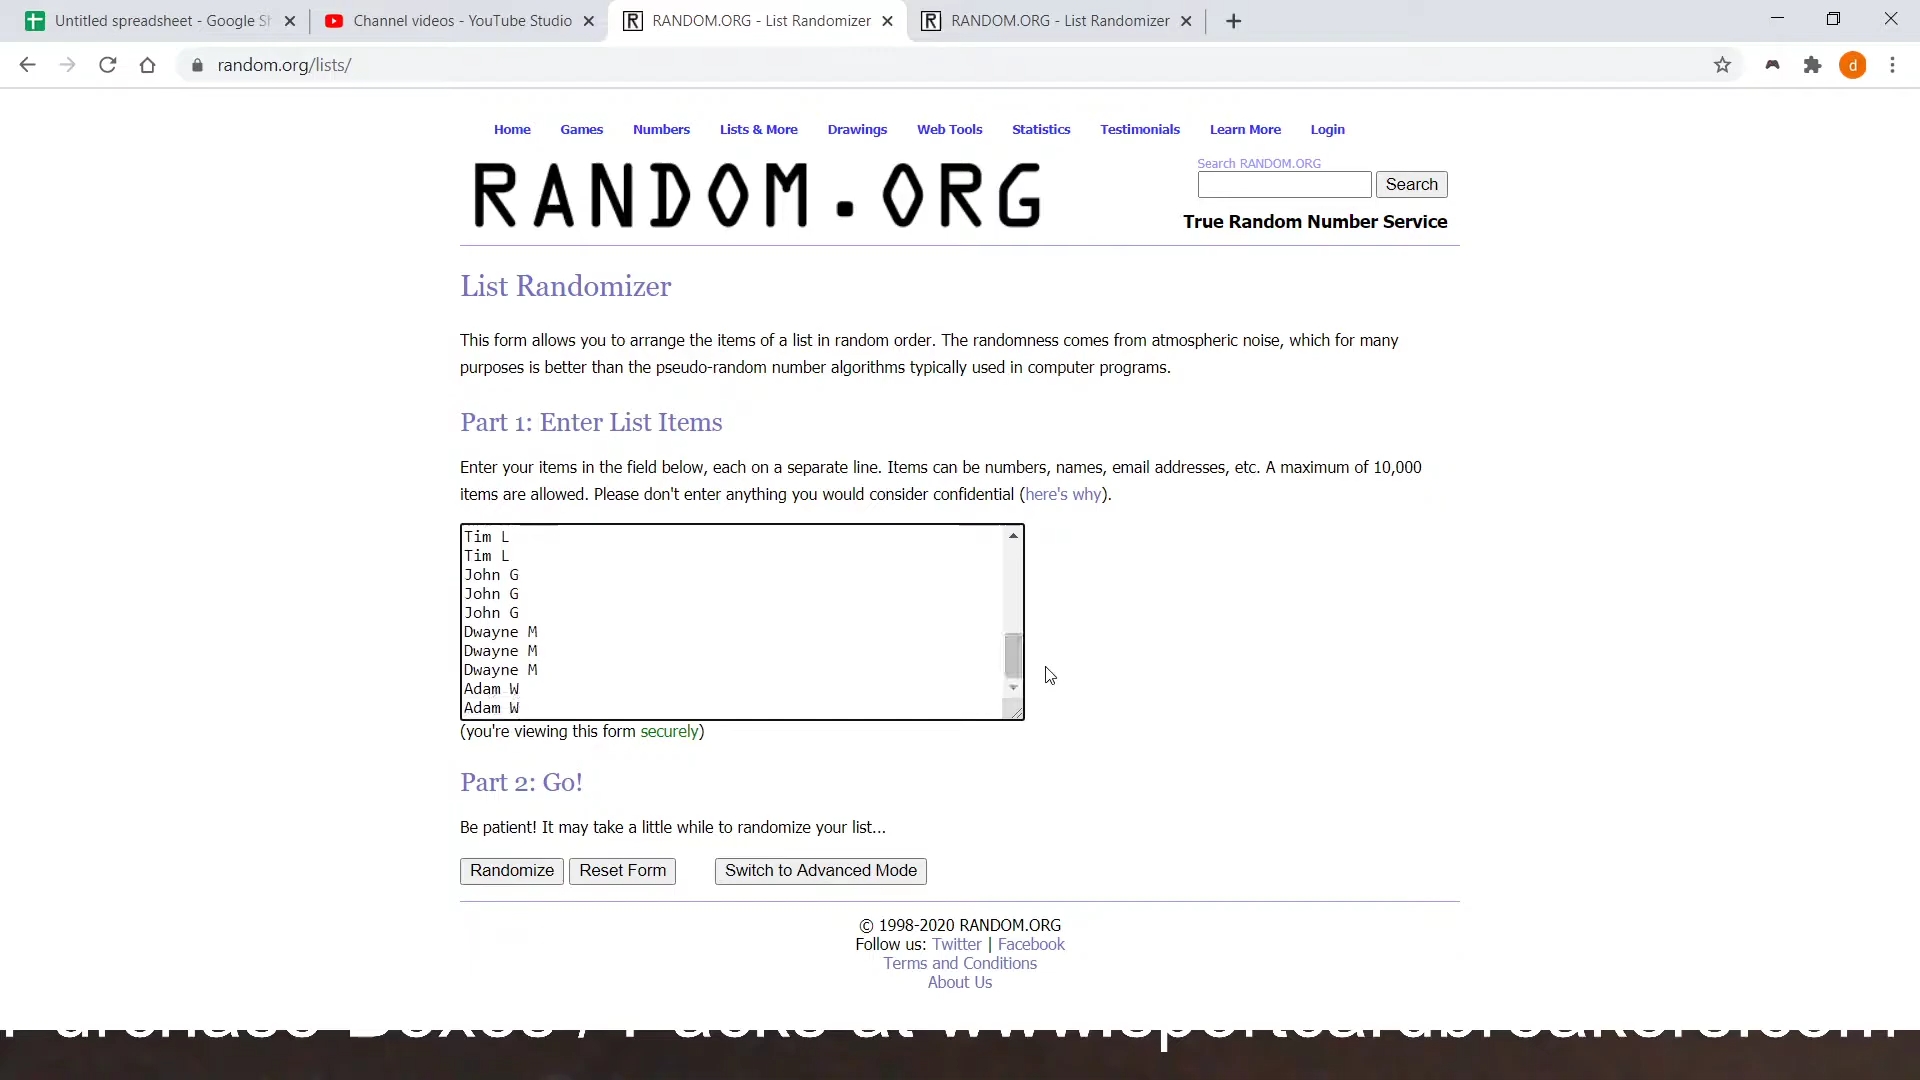 Untitled spreadsheet - Google Sh
Channel videos - YouTube Studio
RANDOM.ORG - List Randomizer
RANDOM.ORG - List Randomizer
random.org/lists/
d
Home Games Numbers Lists & More Drawings Web Tools Statistics Testimonials Learn More Login
RANDOM.ORG
Search RANDOM.ORG
Search
True Random Number Service
List Randomizer
This form allows you to arrange the items of a list in random order. The randomness comes from atmospheric noise, which for many
purposes is better than the pseudo-random number algorithms typically used in computer programs.
Part 1: Enter List Items
Enter your items in the field below, each on a separate line. Items can be numbers, names, email addresses, etc. A maximum of 10,000
items are allowed. Please don't enter anything you would consider confidential (here's why).
Tim L
Tim L
John G
John G
John G
Dwayne M
Dwayne M
Dwayne M
Adam W
Adam W
(you're viewing this form securely)
Part 2: Go!
Be patient! It may take a little while to randomize your list...
Randomize Reset Form Switch to Advanced Mode
© 1998-2020 RANDOM.ORG
Follow us: Twitter | Facebook
Terms and Conditions
About Us
Purchase Boxes / Packs at www.sportcardbreakers.com